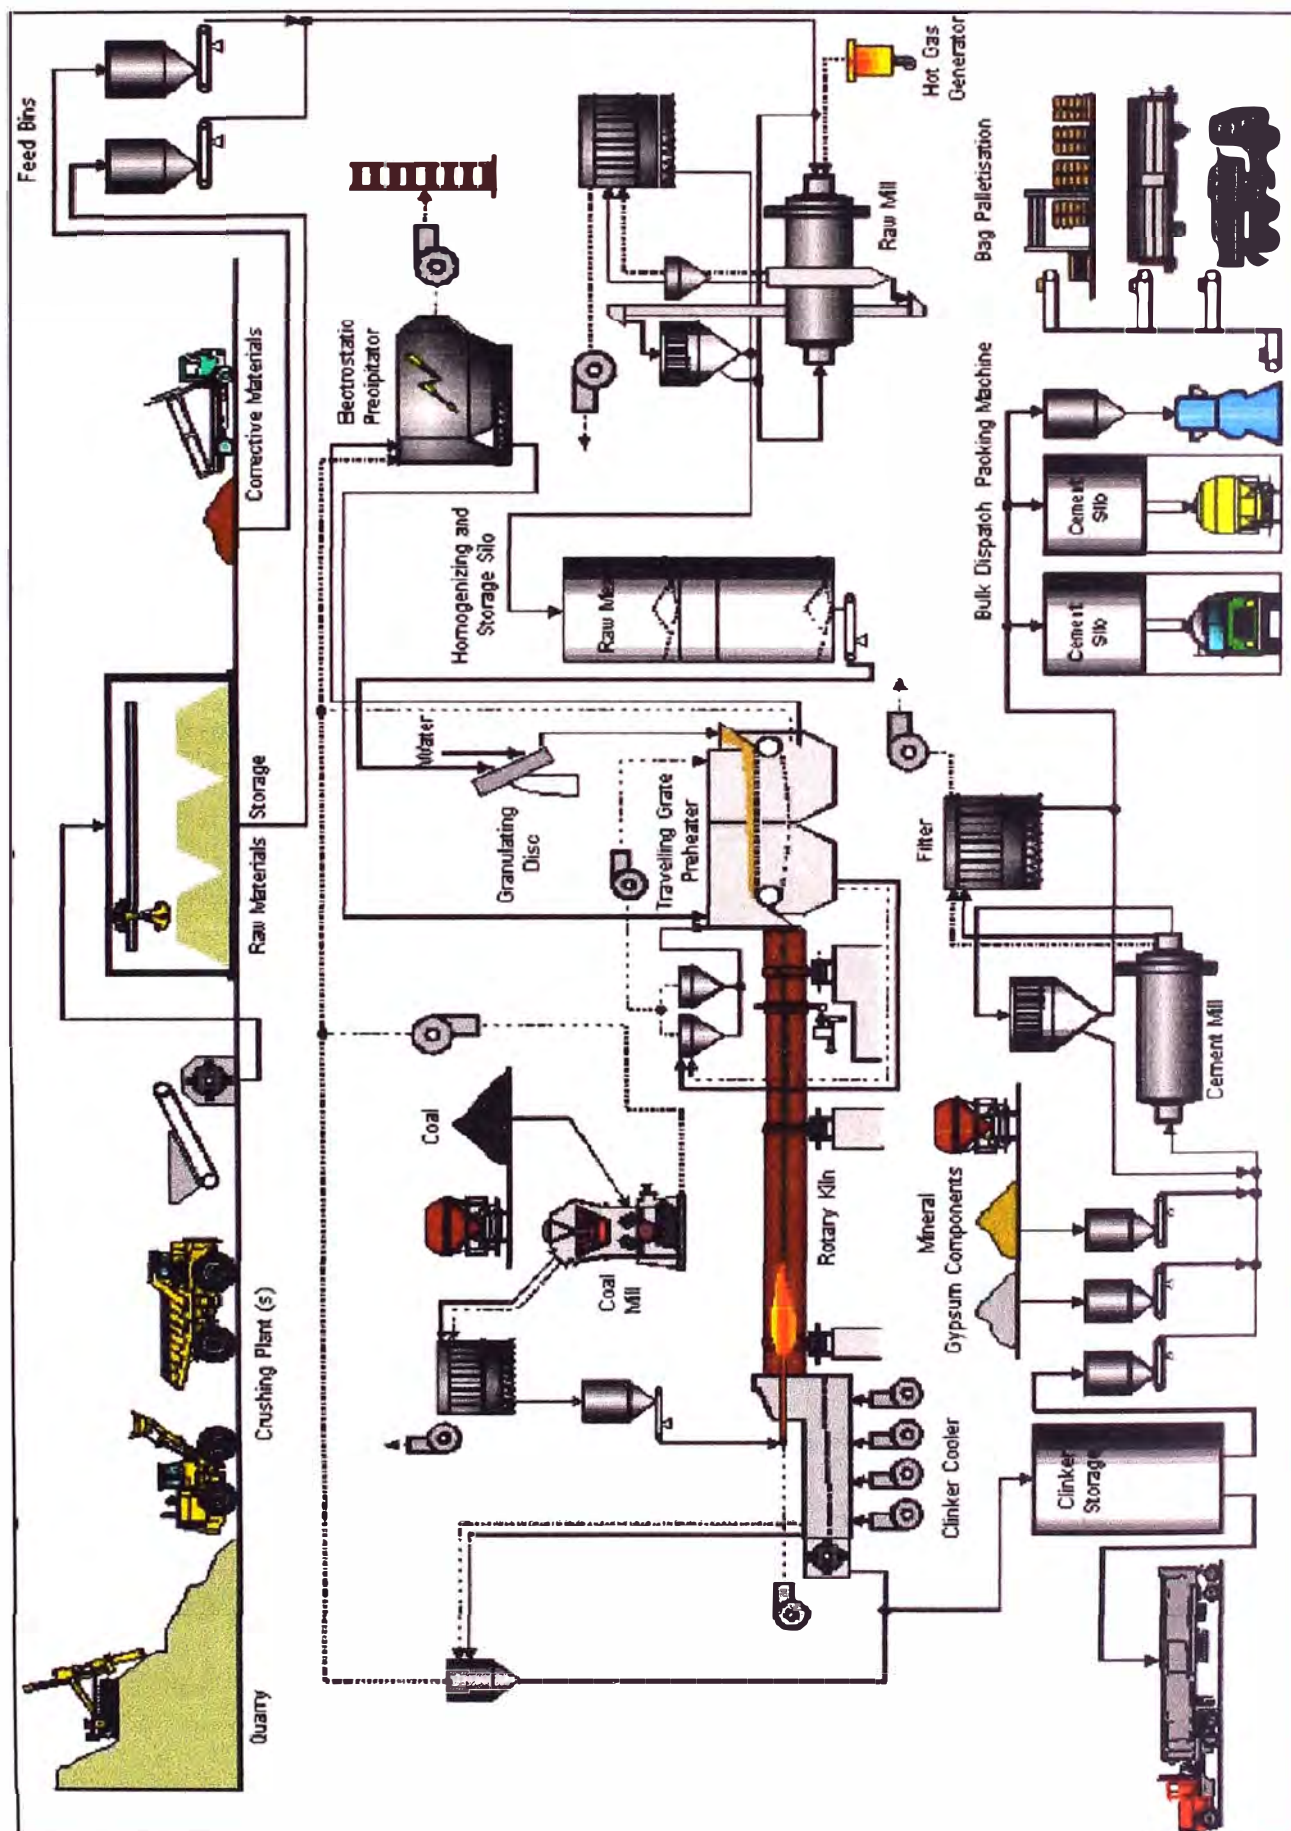 Quarry
Crushing Plant (s)
Raw Materials Storage
Corrective Materials
Feed Bins
Coal
Coal
Mill
Granulating
Disc
Water
Homogenizing and
Storage Silo
Electrostatic
Precipitator
Travelling Grate
Preheater
Raw Me
Raw Mill
Hot Gas
Generator
Clinker Cooler
Rotary Kiln
Mineral
Gypsum Components
Filter
Bulk Dispatch Packing Machine
Bag Palletisation
Clinker
Storage
Cement Mill
Cement
Silo
Cement
Silo